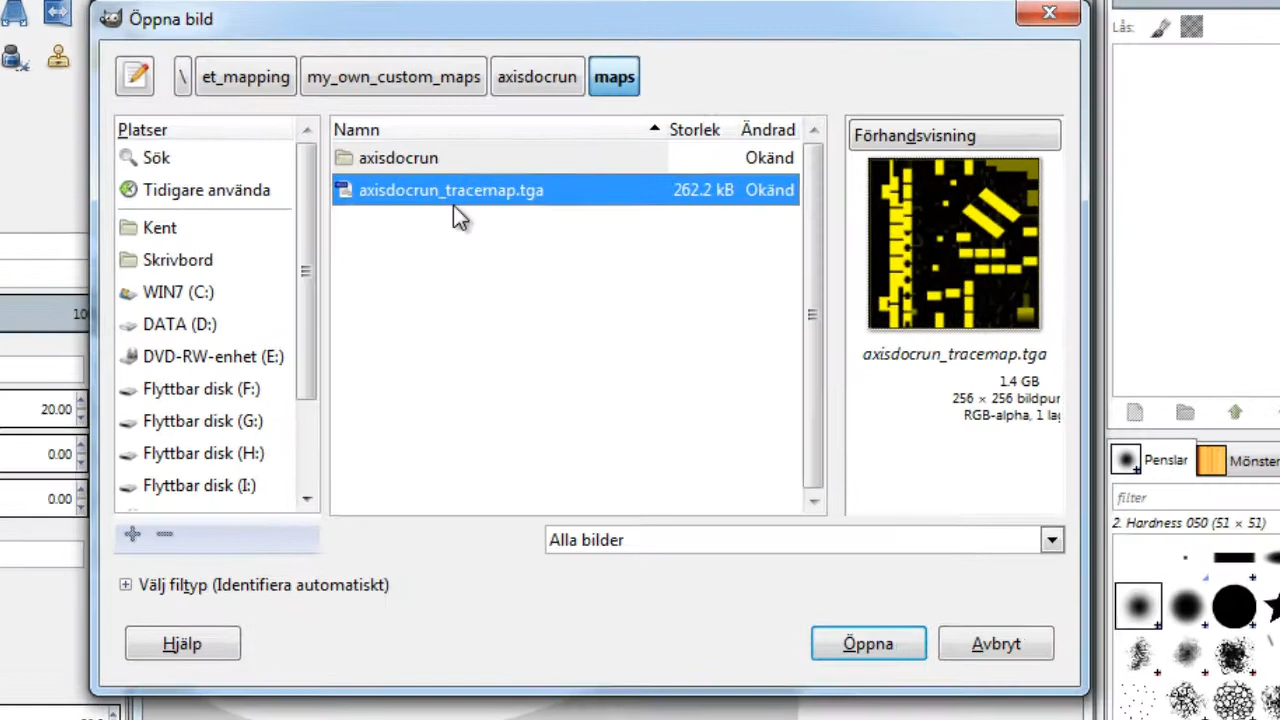 Öppna bild
Lås:
\ et_mapping my_own_custom_maps axisdocrun maps
Platser
Sök
Tidigare använda
Kent
Skrivbord
WIN7 (C:)
DATA (D:)
DVD-RW-enhet (E:)
Flyttbar disk (F:)
Flyttbar disk (G:)
Flyttbar disk (H:)
Flyttbar disk (I:)
Namn Storlek Ändrad
axisdocrun Okänd
axisdocrun_tracemap.tga 262.2 kB Okänd
Förhandsvisning
axisdocrun_tracemap.tga
1.4 GB
256 × 256 bildpun
RGB-alpha, 1 lag
Alla bilder
Välj filtyp (Identifiera automatiskt)
Hjälp
Öppna
Avbryt
20.00
0.00
0.00
Penslar
Mönster
filter
2. Hardness 050 (51 × 51)